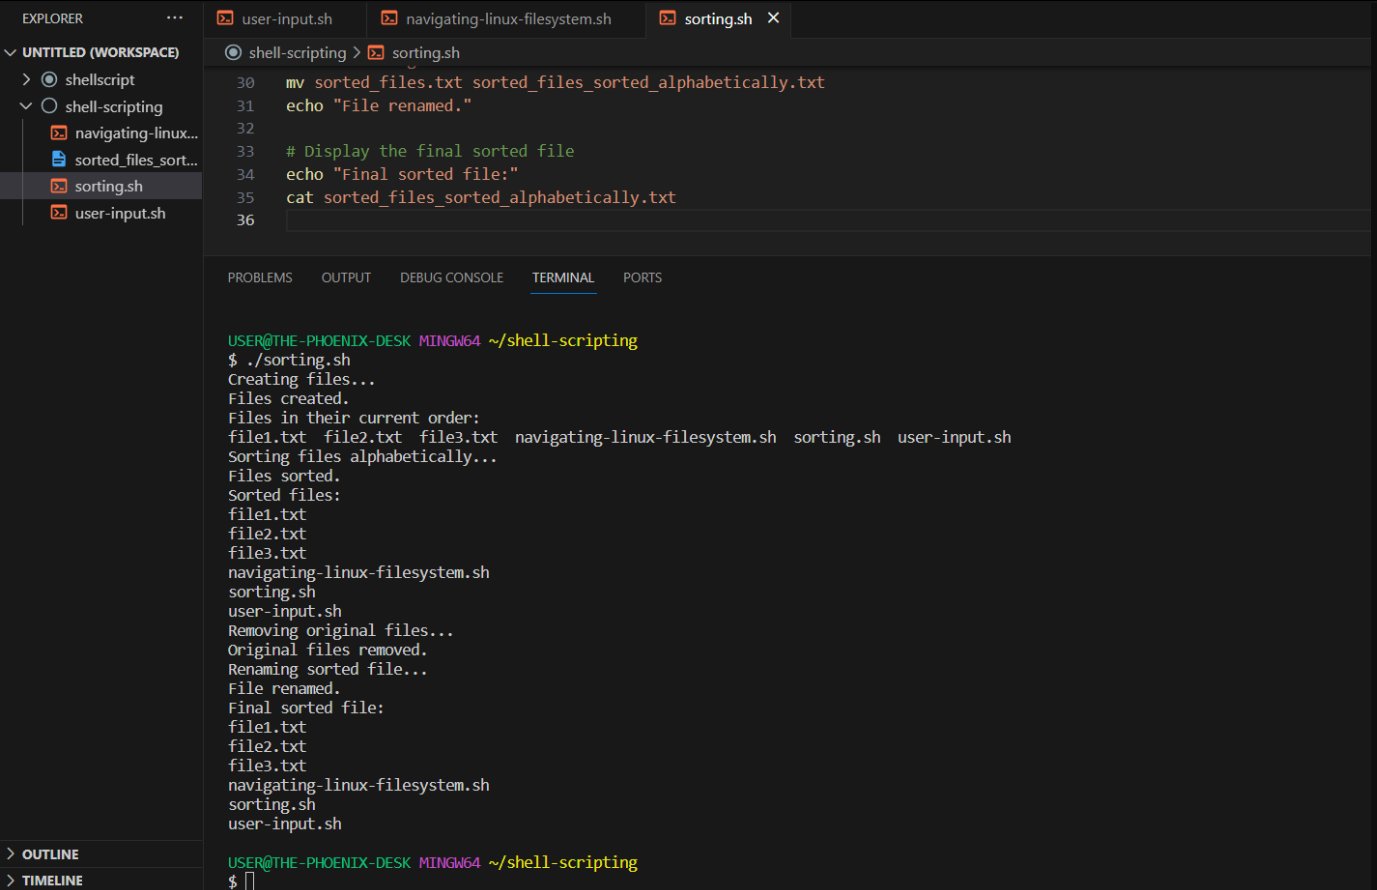 EXPLORER ···
UNTITLED (WORKSPACE)
shellscript
shell-scripting
navigating-linux...
sorted_files_sort...
sorting.sh
user-input.sh
OUTLINE
TIMELINE
user-input.sh navigating-linux-filesystem.sh sorting.sh
shell-scripting > sorting.sh
30 mv sorted_files.txt sorted_files_sorted_alphabetically.txt
31 echo "File renamed."
32
33 # Display the final sorted file
34 echo "Final sorted file:"
35 cat sorted_files_sorted_alphabetically.txt
36
PROBLEMS OUTPUT DEBUG CONSOLE TERMINAL PORTS
USER@THE-PHOENIX-DESK MINGW64 ~/shell-scripting
$ ./sorting.sh
Creating files...
Files created.
Files in their current order:
file1.txt file2.txt file3.txt navigating-linux-filesystem.sh sorting.sh user-input.sh
Sorting files alphabetically...
Files sorted.
Sorted files:
file1.txt
file2.txt
file3.txt
navigating-linux-filesystem.sh
sorting.sh
user-input.sh
Removing original files...
Original files removed.
Renaming sorted file...
File renamed.
Final sorted file:
file1.txt
file2.txt
file3.txt
navigating-linux-filesystem.sh
sorting.sh
user-input.sh
USER@THE-PHOENIX-DESK MINGW64 ~/shell-scripting
$